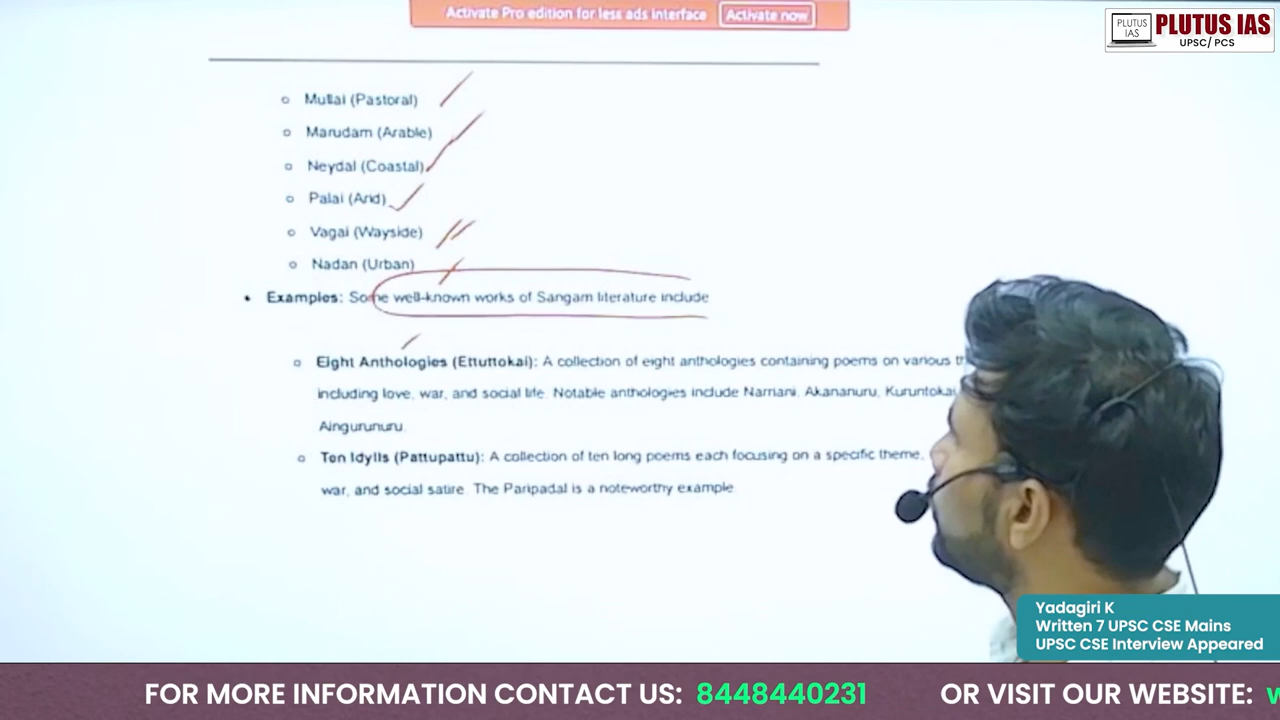 Activate Pro edition for less ads interface Activate now
PLUTUS IAS
PLUTUS IAS
UPSC/ PCS
o Mullai (Pastoral)
o Marudam (Arable)
o Neydal (Coastal)
o Palai (Arid)
o Vagai (Wayside)
o Nadan (Urban)
• Examples: Some well-known works of Sangam literature include
o Eight Anthologies (Ettuttokai): A collection of eight anthologies containing poems on various th
including love, war, and social life. Notable anthologies include Narriani, Akananuru, Kuruntokai
Aingurunuru.
o Ten Idylls (Pattupattu): A collection of ten long poems each focusing on a specific theme,
war, and social satire. The Paripadal is a noteworthy example.
Yadagiri K
Written 7 UPSC CSE Mains
UPSC CSE Interview Appeared
FOR MORE INFORMATION CONTACT US: 8448440231 OR VISIT OUR WEBSITE: w